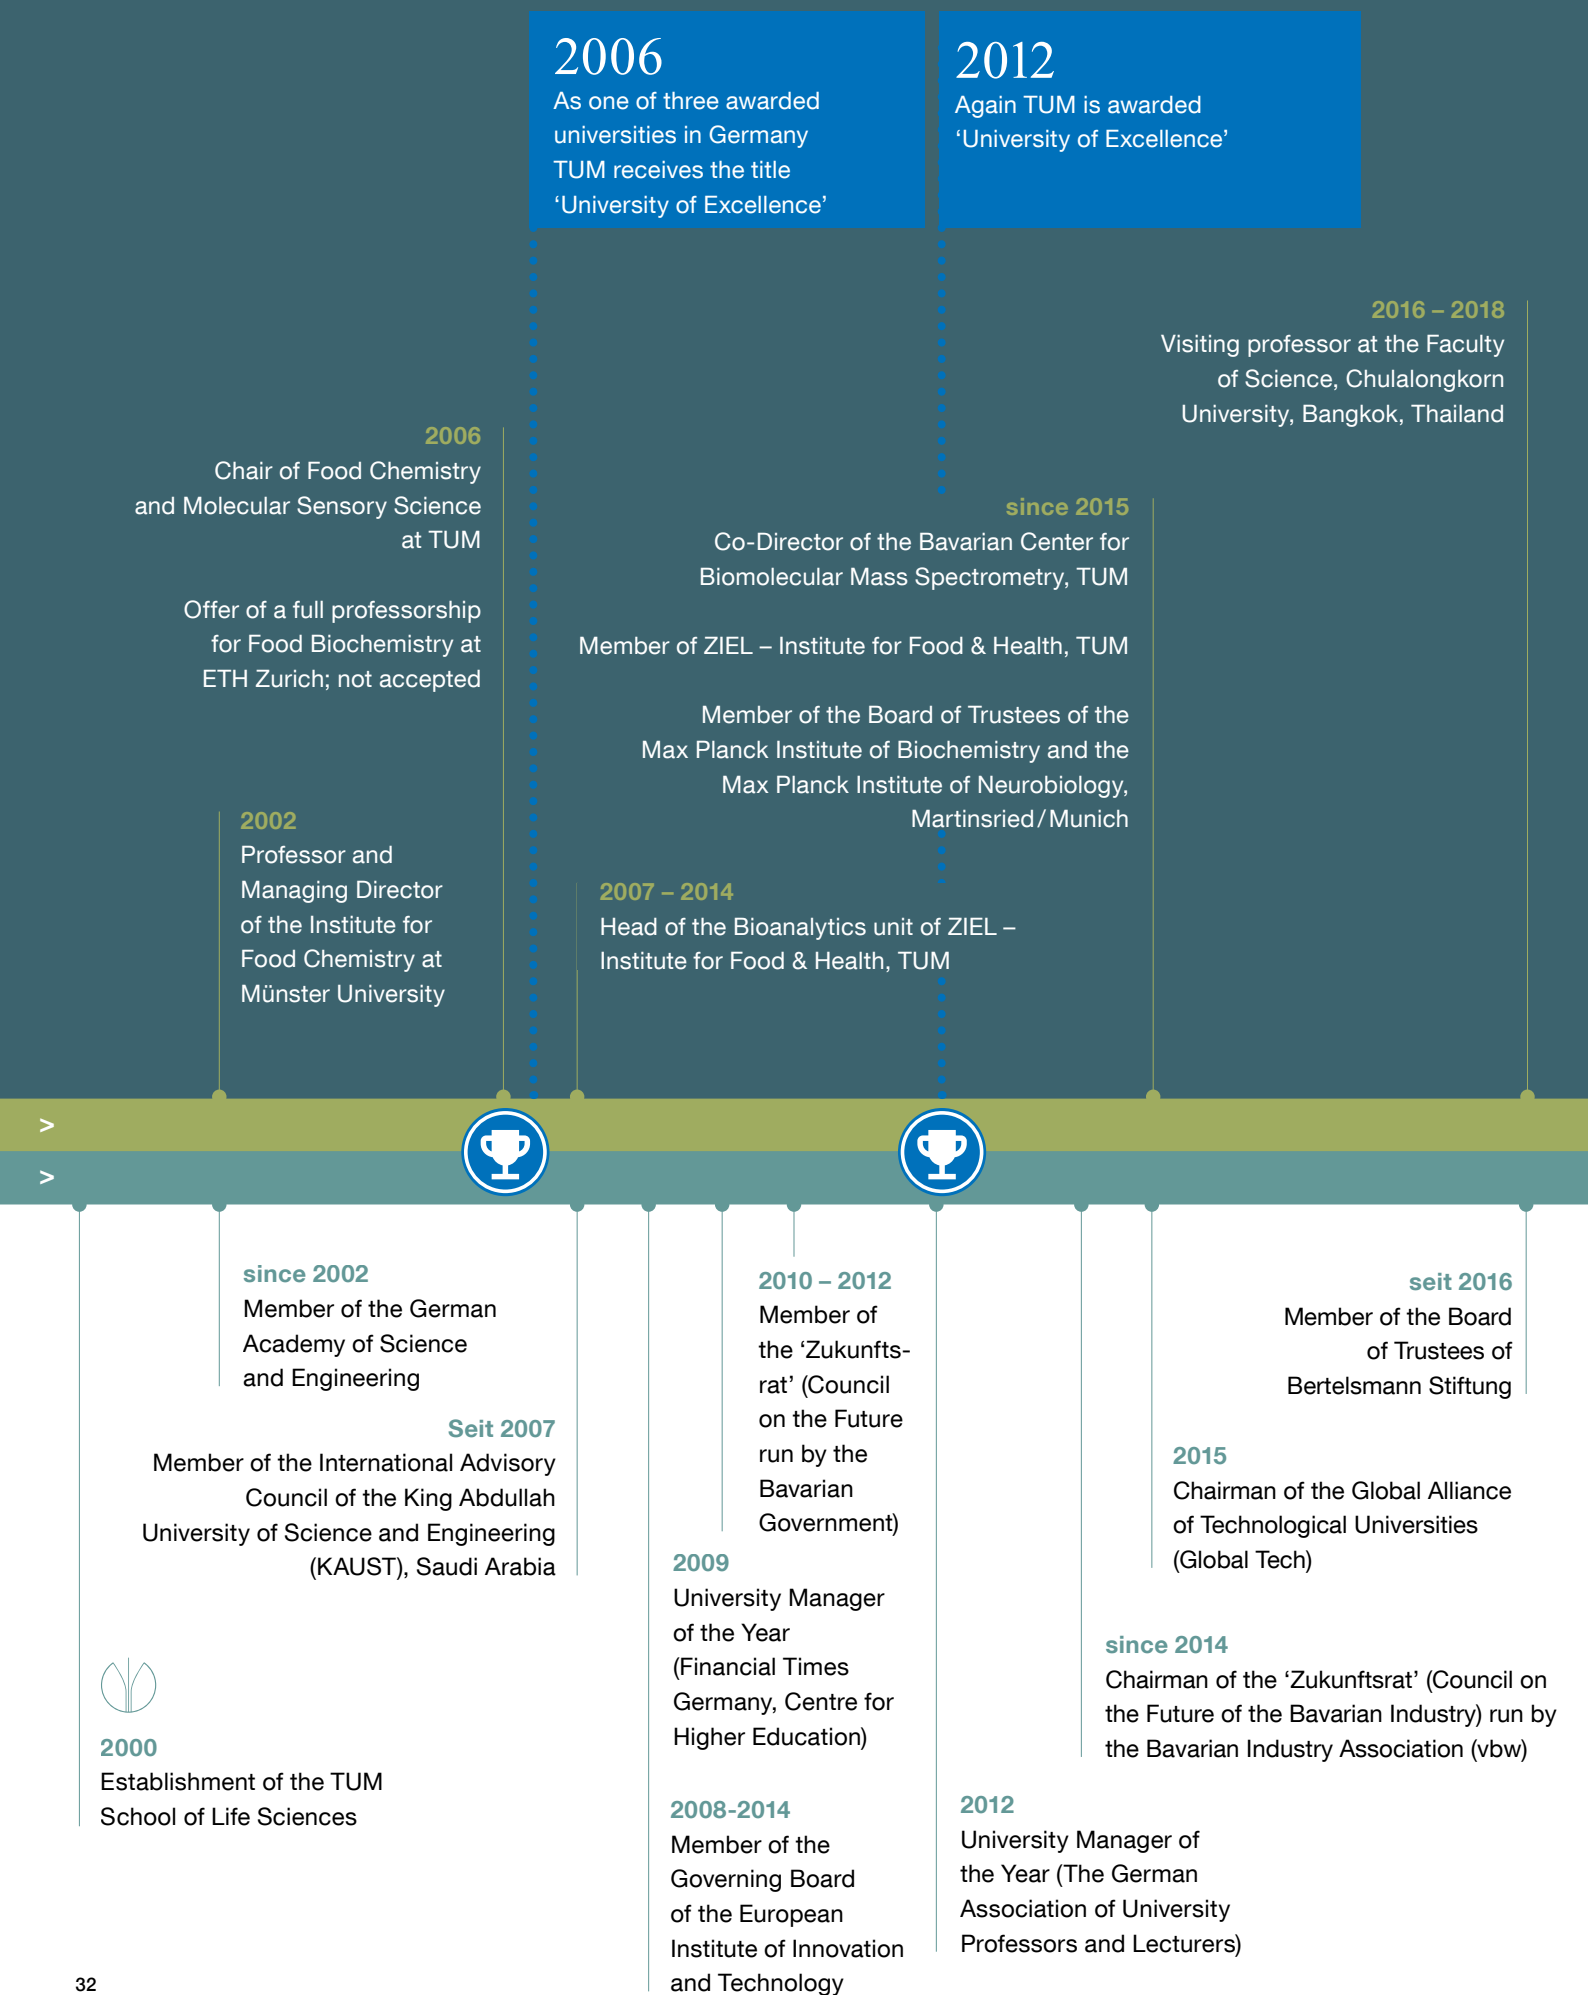 2006
As one of three awarded
universities in Germany
TUM receives the title
‘University of Excellence’
2012
Again TUM is awarded
‘University of Excellence’
2016 – 2018
Visiting professor at the Faculty
of Science, Chulalongkorn
University, Bangkok, Thailand
2006
Chair of Food Chemistry
and Molecular Sensory Science
at TUM
Offer of a full professorship
for Food Biochemistry at
ETH Zurich; not accepted
since 2015
Co-Director of the Bavarian Center for
Biomolecular Mass Spectrometry, TUM
Member of ZIEL – Institute for Food & Health, TUM
Member of the Board of Trustees of the
Max Planck Institute of Biochemistry and the
Max Planck Institute of Neurobiology,
Martinsried/Munich
2002
Professor and
Managing Director
of the Institute for
Food Chemistry at
Münster University
2007 – 2014
Head of the Bioanalytics unit of ZIEL –
Institute for Food & Health, TUM
>
>
since 2002
Member of the German
Academy of Science
and Engineering
Seit 2007
Member of the International Advisory
Council of the King Abdullah
University of Science and Engineering
(KAUST), Saudi Arabia
2000
Establishment of the TUM
School of Life Sciences
2010 – 2012
Member of
the ‘Zukunfts-
rat’ (Council
on the Future
run by the
Bavarian
Government)
2009
University Manager
of the Year
(Financial Times
Germany, Centre for
Higher Education)
2008-2014
Member of the
Governing Board
of the European
Institute of Innovation
and Technology
seit 2016
Member of the Board
of Trustees of
Bertelsmann Stiftung
2015
Chairman of the Global Alliance
of Technological Universities
(Global Tech)
since 2014
Chairman of the ‘Zukunftsrat’ (Council on
the Future of the Bavarian Industry) run by
the Bavarian Industry Association (vbw)
2012
University Manager of
the Year (The German
Association of University
Professors and Lecturers)
32